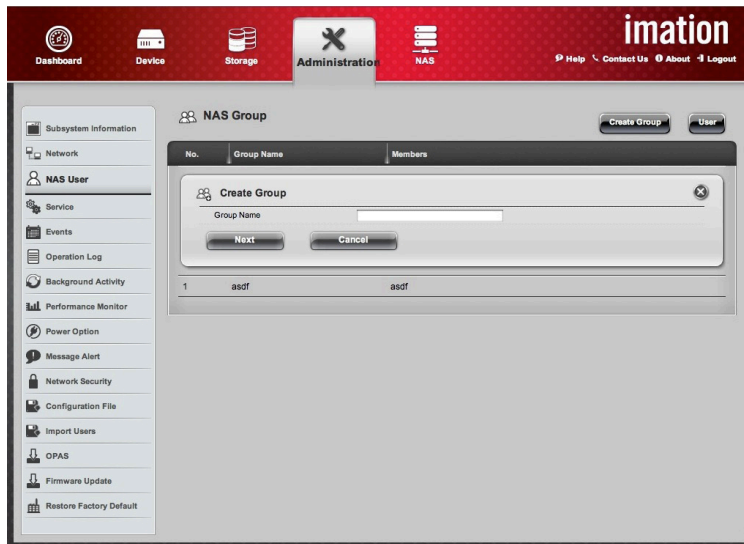 imation
Dashboard Device Storage Administration NAS
Help Contact Us About Logout
NAS Group
Create Group User
Subsystem Information
Network
NAS User
Service
Events
Operation Log
Background Activity
Performance Monitor
Power Option
Message Alert
Network Security
Configuration File
Import Users
OPAS
Firmware Update
Restore Factory Default
No. Group Name Members
Create Group
Group Name
Next Cancel
1 asdf asdf